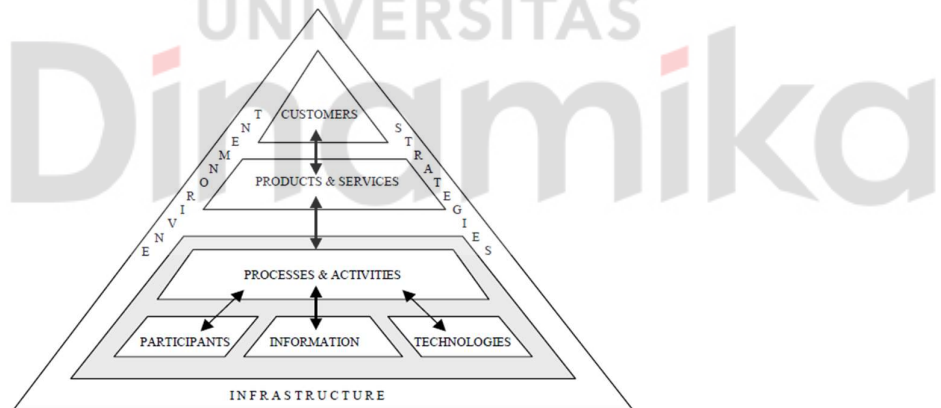 UNIVERSITAS
Dinamika
CUSTOMERS
PRODUCTS & SERVICES
ENVIRONMENT
STRATEGIES
PROCESSES & ACTIVITIES
PARTICIPANTS INFORMATION TECHNOLOGIES
INFRASTRUCTURE